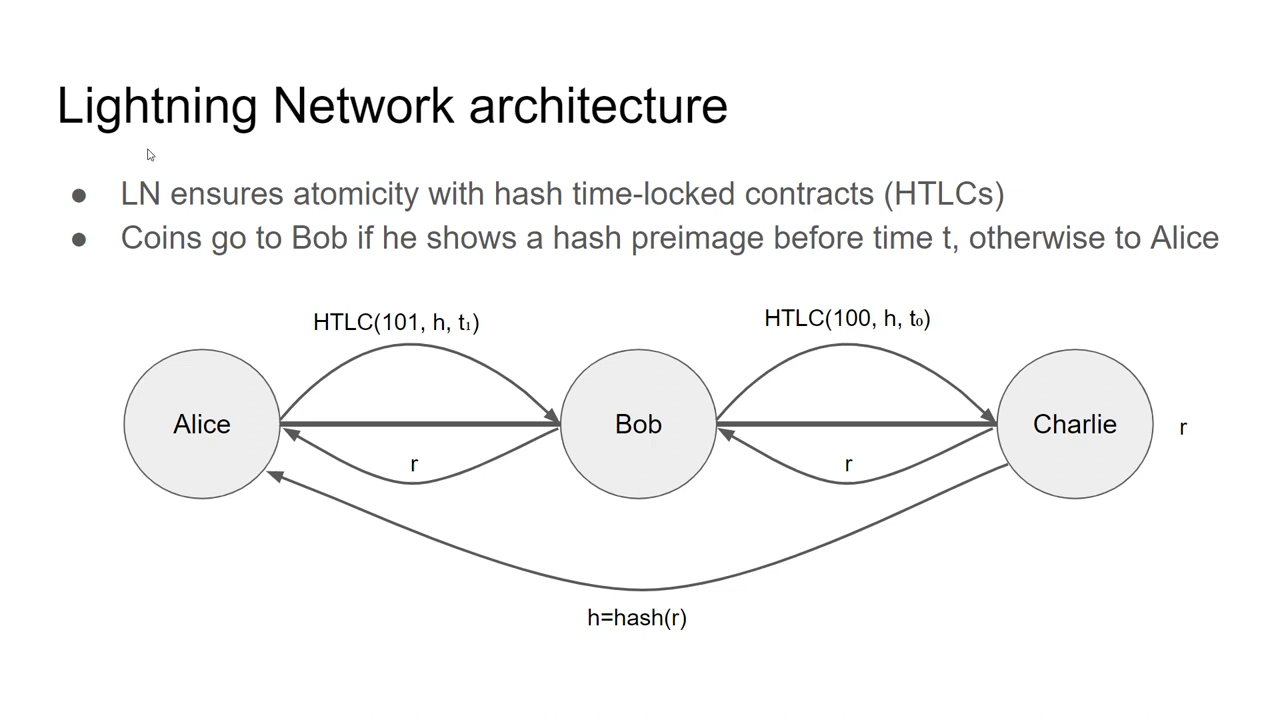 Lightning Network architecture
● LN ensures atomicity with hash time-locked contracts (HTLCs)
● Coins go to Bob if he shows a hash preimage before time t, otherwise to Alice
HTLC(101, h, t₁)
HTLC(100, h, t₀)
Alice
Bob
Charlie
r
r
r
h=hash(r)